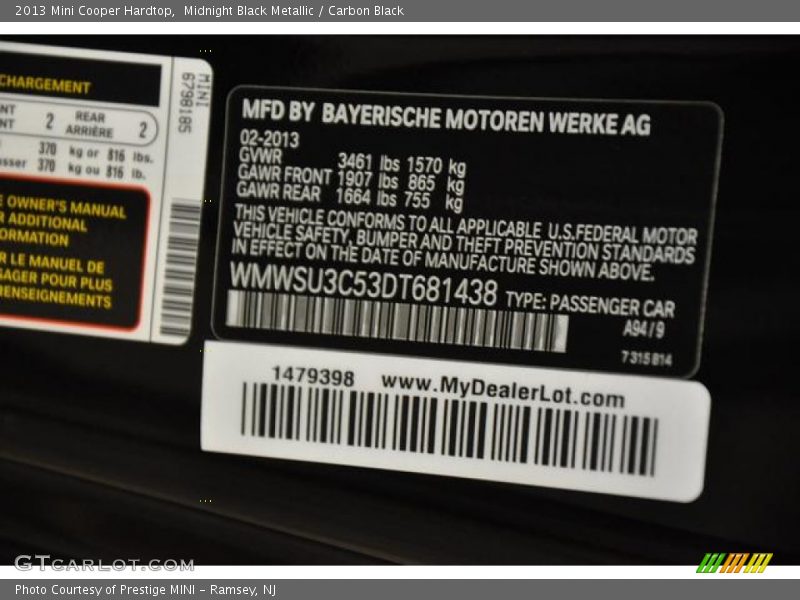 2013 Mini Cooper Hardtop,  Midnight Black Metallic / Carbon Black
CHARGEMENT
NT
NT
2
REAR
ARRIÈRE
2
370 kg or 816 lbs.
sser 370 kg ou 816 lb.
E OWNER'S MANUAL
R ADDITIONAL
ORMATION
R LE MANUEL DE
SAGER POUR PLUS
RENSEIGNEMENTS
MINI
6798185
MFD BY BAYERISCHE MOTOREN WERKE AG
02-2013
GVWR 3461 lbs 1570 kg
GAWR FRONT 1907 lbs 865 kg
GAWR REAR 1664 lbs 755 kg
THIS VEHICLE CONFORMS TO ALL APPLICABLE U.S.FEDERAL MOTOR
VEHICLE SAFETY, BUMPER AND THEFT PREVENTION STANDARDS
IN EFFECT ON THE DATE OF MANUFACTURE SHOWN ABOVE.
WMWSU3C53DT681438 TYPE: PASSENGER CAR
A94/9
7315814
1479398 www.MyDealerLot.com
GTCARLOT.COM
Photo Courtesy of Prestige MINI – Ramsey, NJ